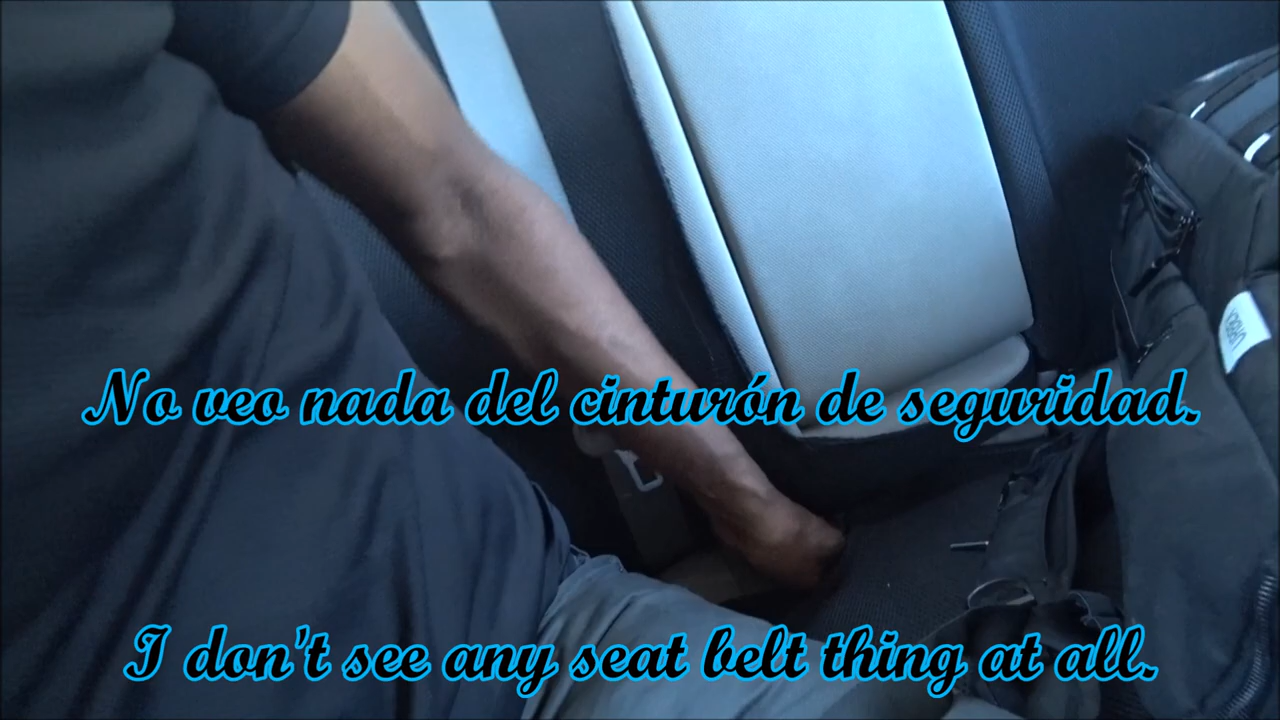 No veo nada del cinturón de seguridad.
I don't see any seat belt thing at all.